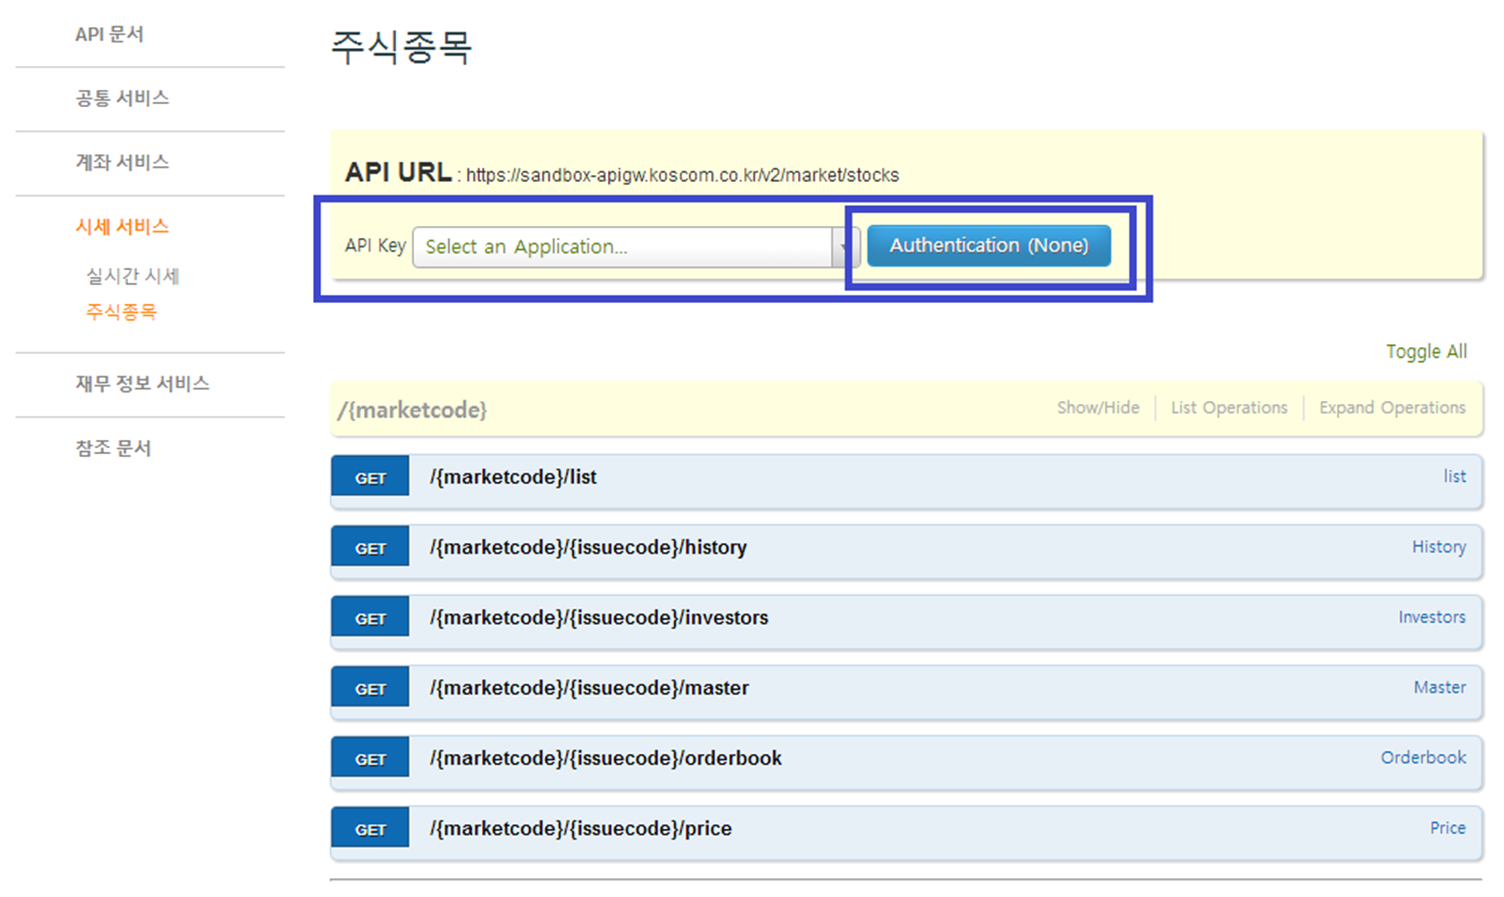 API 문서
공통 서비스
계좌 서비스
시세 서비스
실시간 시세
주식종목
재무 정보 서비스
참조 문서
주식종목
API URL : https://sandbox-apigw.koscom.co.kr/v2/market/stocks
API Key Select an Application... Authentication (None)
Toggle All
/{marketcode} Show/Hide List Operations Expand Operations
GET /{marketcode}/list list
GET /{marketcode}/{issuecode}/history History
GET /{marketcode}/{issuecode}/investors Investors
GET /{marketcode}/{issuecode}/master Master
GET /{marketcode}/{issuecode}/orderbook Orderbook
GET /{marketcode}/{issuecode}/price Price